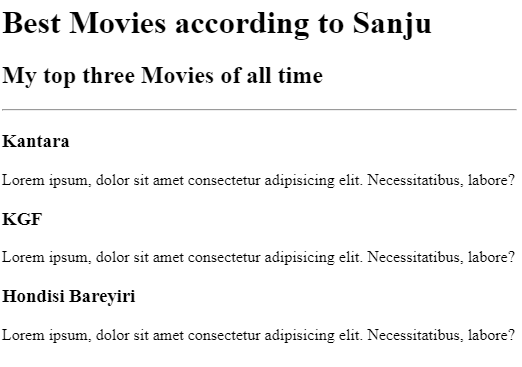 Best Movies according to Sanju
My top three Movies of all time
Kantara
Lorem ipsum, dolor sit amet consectetur adipisicing elit. Necessitatibus, labore?
KGF
Lorem ipsum, dolor sit amet consectetur adipisicing elit. Necessitatibus, labore?
Hondisi Bareyiri
Lorem ipsum, dolor sit amet consectetur adipisicing elit. Necessitatibus, labore?